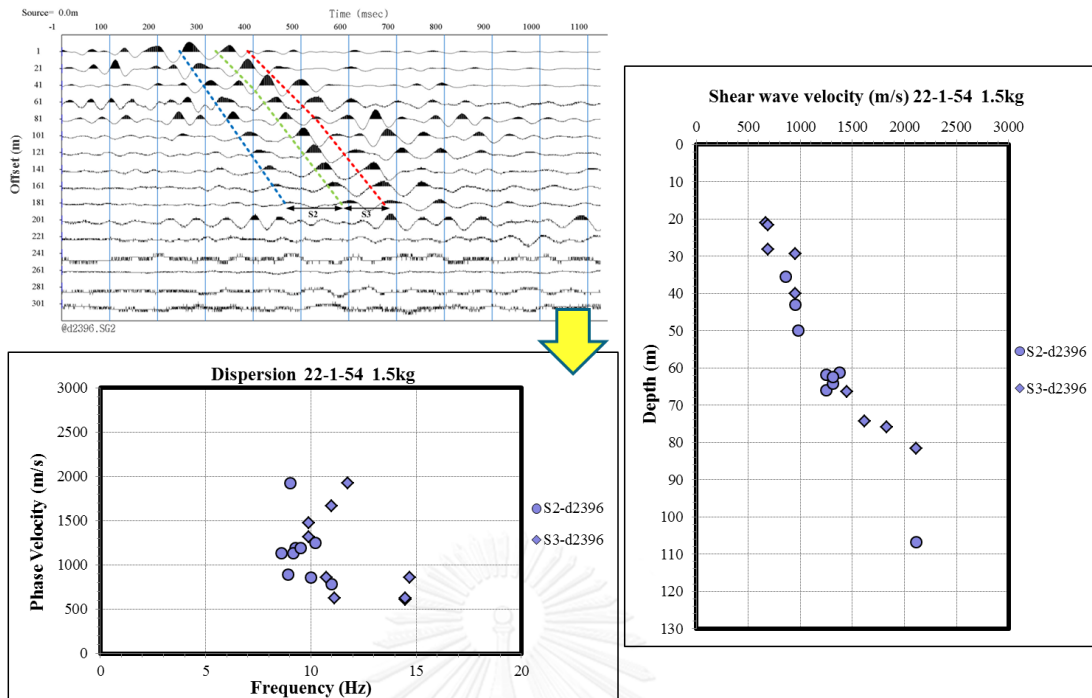 Source= 0.0m
Time (msec)
-1 100 200 300 400 500 600 700 800 900 1000 1100
Offset (m)
1
21
41
61
81
101
121
141
161
181
201
221
241
261
281
301
S2 S3
@d2396.SG2
Dispersion 22-1-54 1.5kg
Phase Velocity (m/s)
3000
2500
2000
1500
1000
500
0
0 5 10 15 20
Frequency (Hz)
S2-d2396
S3-d2396
Shear wave velocity (m/s) 22-1-54 1.5kg
0 500 1000 1500 2000 2500 3000
Depth (m)
0
10
20
30
40
50
60
70
80
90
100
110
120
130
S2-d2396
S3-d2396